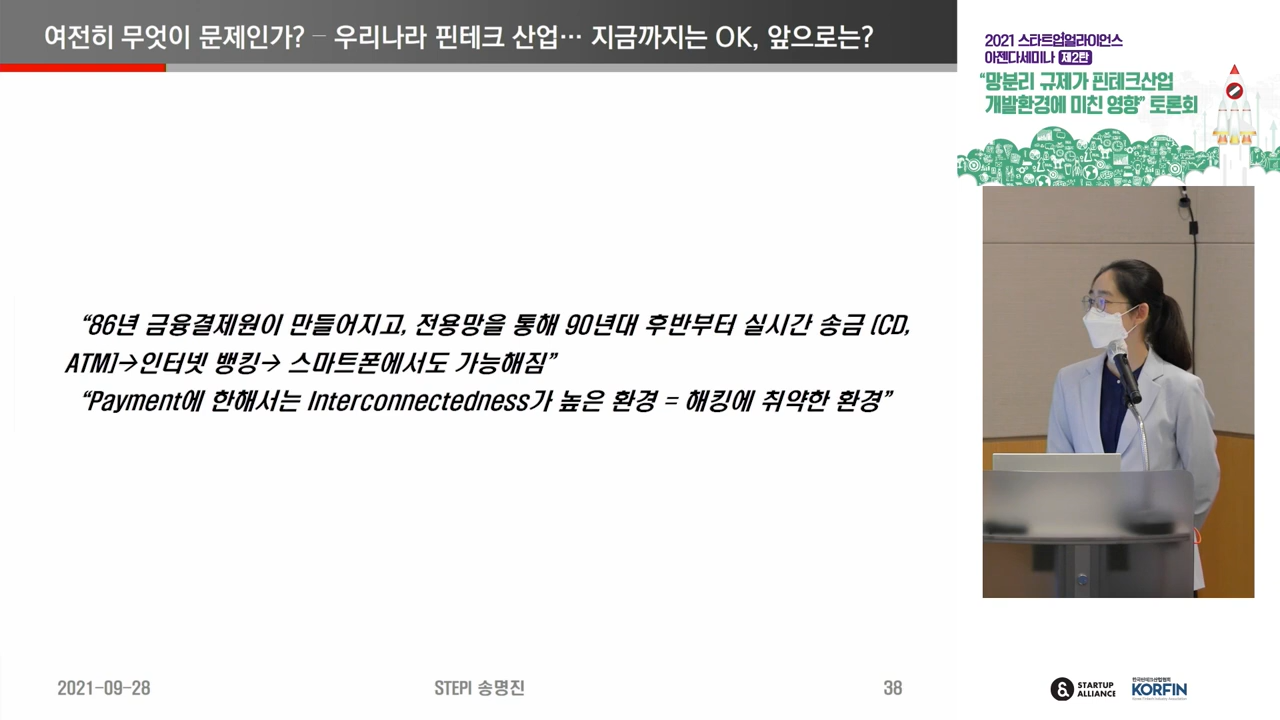 여전히 무엇이 문제인가? – 우리나라 핀테크 산업… 지금까지는 OK, 앞으로는?
2021 스타트업얼라이언스
아젠다세미나 제2탄
“망분리 규제가 핀테크산업
개발환경에 미친 영향” 토론회
“86년 금융결제원이 만들어지고, 전용망을 통해 90년대 후반부터 실시간 송금 (CD,
ATM)→인터넷 뱅킹→ 스마트폰에서도 가능해짐”
“Payment에 한해서는 Interconnectedness가 높은 환경 = 해킹에 취약한 환경”
2021-09-28
STEPI 송명진
38
&
STARTUP
ALLIANCE
한국핀테크산업협회
KORFIN